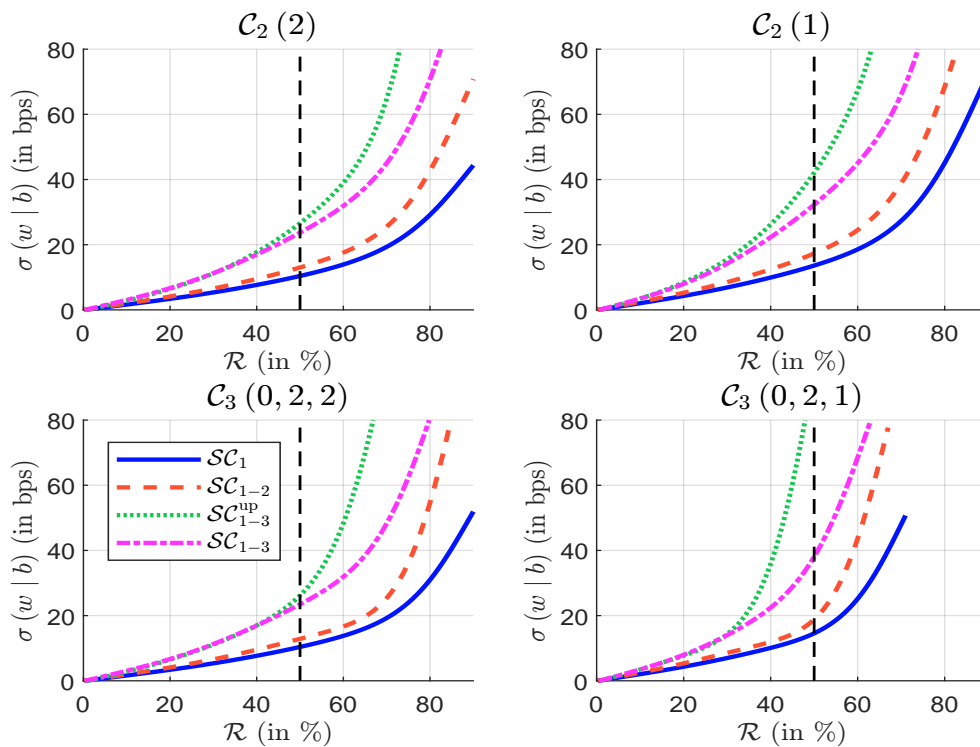 𝒞₂ (2)
80
60
40
20
0
σ (w | b) (in bps)
0 20 40 60 80
ℛ (in %)
𝒞₂ (1)
80
60
40
20
0
σ (w | b) (in bps)
0 20 40 60 80
ℛ (in %)
𝒞₃ (0, 2, 2)
80
60
40
20
0
σ (w | b) (in bps)
𝒮𝒞₁
𝒮𝒞₁₋₂
𝒮𝒞₁₋₃ᵘᵖ
𝒮𝒞₁₋₃
0 20 40 60 80
ℛ (in %)
𝒞₃ (0, 2, 1)
80
60
40
20
0
σ (w | b) (in bps)
0 20 40 60 80
ℛ (in %)